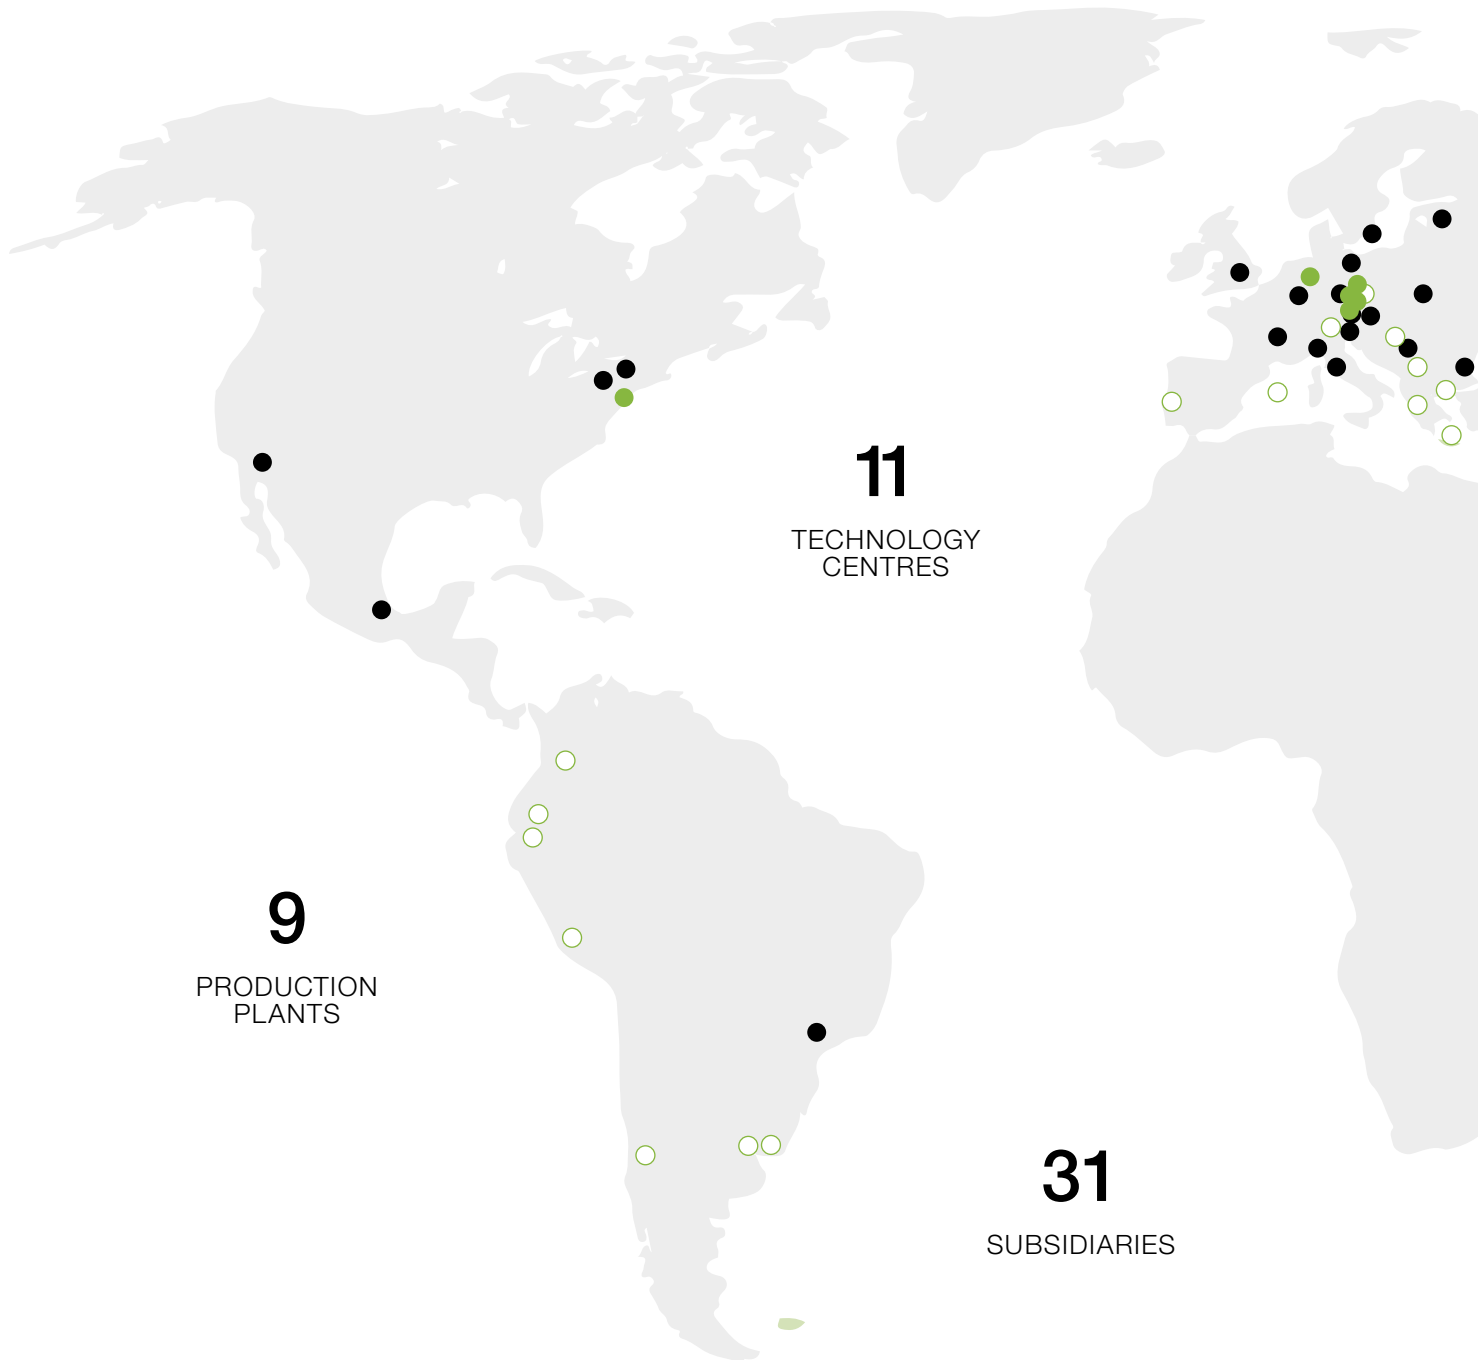 11
TECHNOLOGY
CENTRES
9
PRODUCTION
PLANTS
31
SUBSIDIARIES